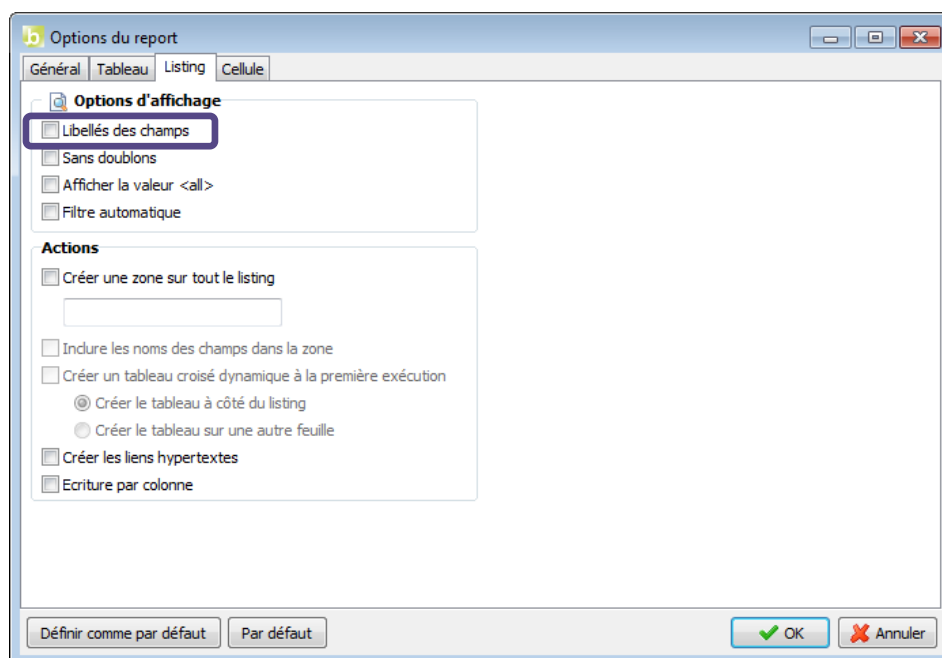 b Options du report
Général Tableau Listing Cellule
Options d'affichage
Libellés des champs
Sans doublons
Afficher la valeur <all>
Filtre automatique
Actions
Créer une zone sur tout le listing
Inclure les noms des champs dans la zone
Créer un tableau croisé dynamique à la première exécution
Créer le tableau à côté du listing
Créer le tableau sur une autre feuille
Créer les liens hypertextes
Ecriture par colonne
Définir comme par défaut Par défaut OK Annuler